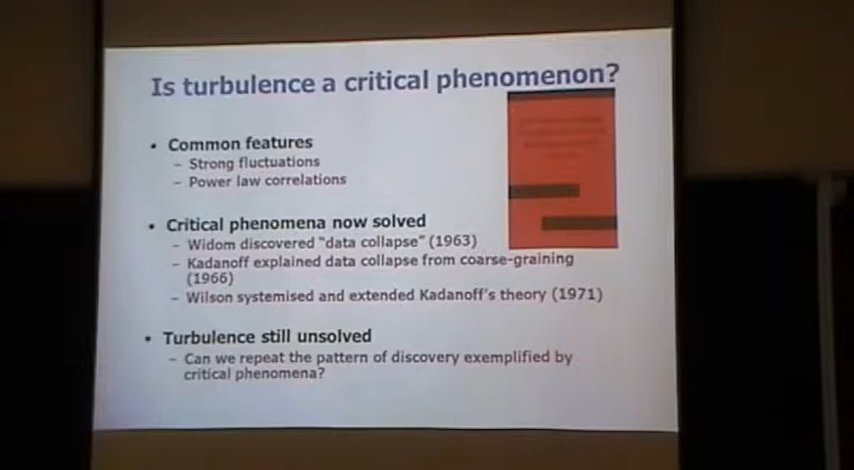 Is turbulence a critical phenomenon?
• Common features
– Strong fluctuations
– Power law correlations
• Critical phenomena now solved
– Widom discovered "data collapse" (1963)
– Kadanoff explained data collapse from coarse-graining
(1966)
– Wilson systemised and extended Kadanoff's theory (1971)
• Turbulence still unsolved
– Can we repeat the pattern of discovery exemplified by
critical phenomena?